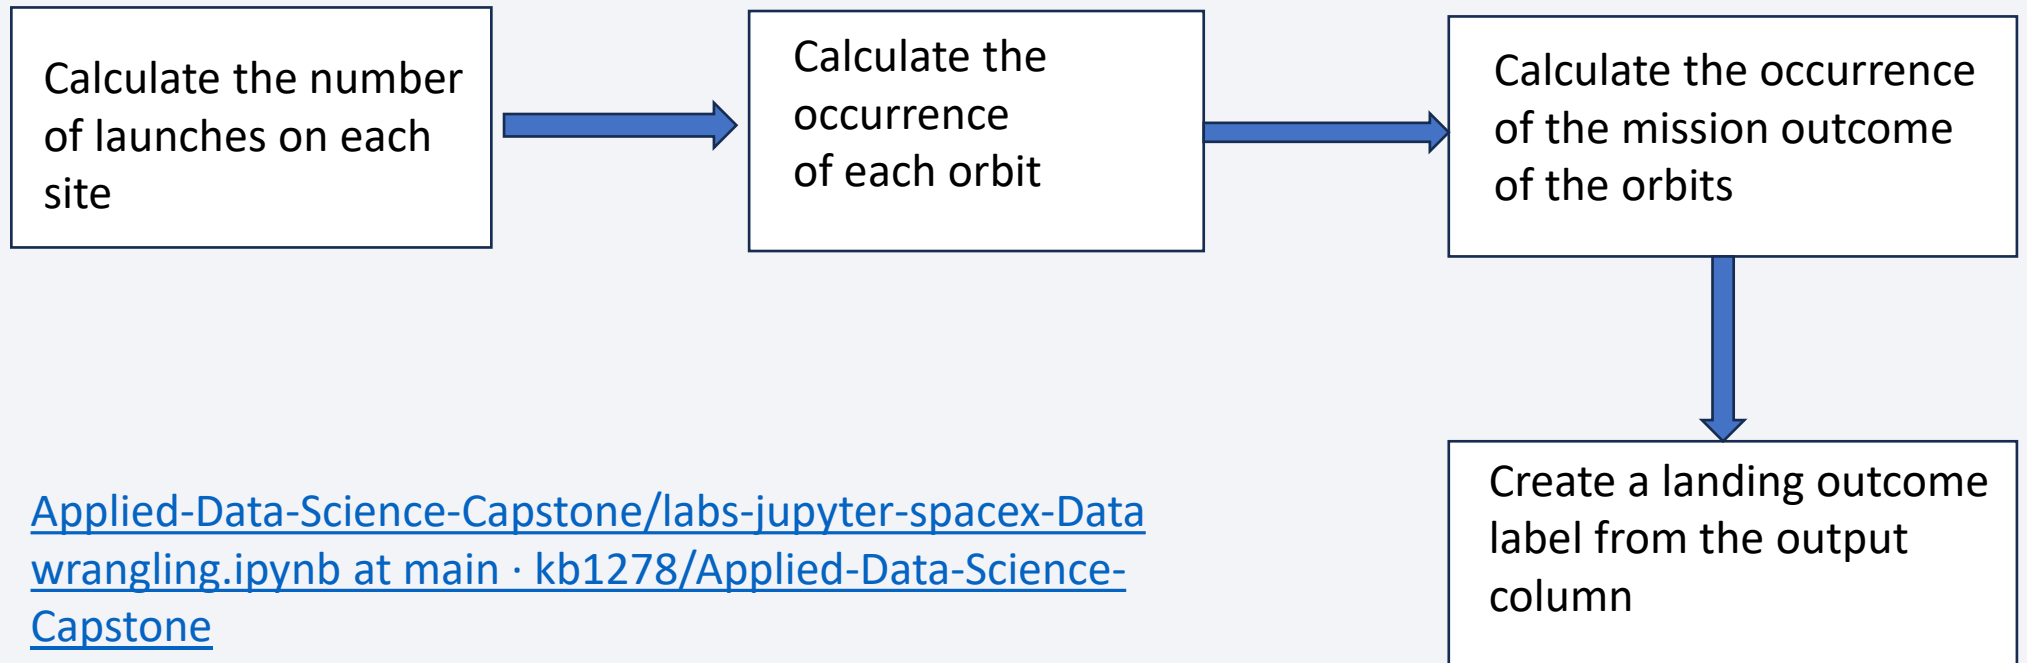 Calculate the number
of launches on each
site
Calculate the
occurrence
of each orbit
Calculate the occurrence
of the mission outcome
of the orbits
Create a landing outcome
label from the output
column
Applied-Data-Science-Capstone/labs-jupyter-spacex-Data
wrangling.ipynb at main · kb1278/Applied-Data-Science-
Capstone